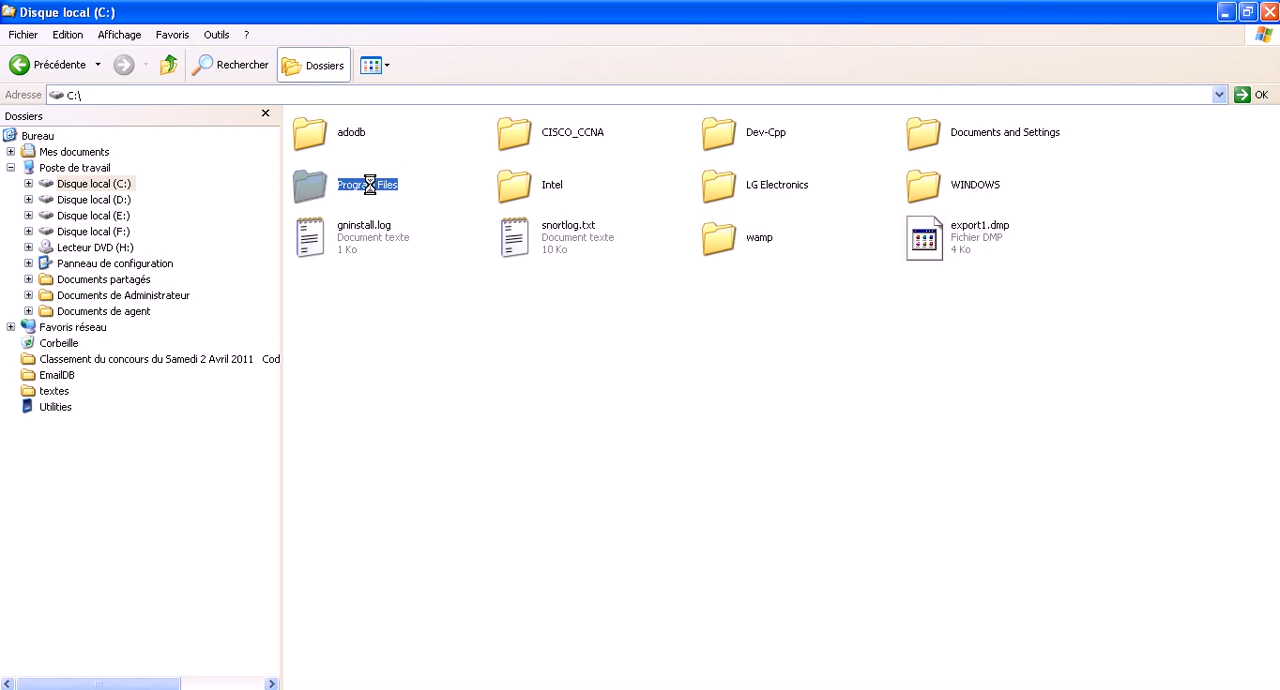 Disque local (C:)
Fichier Edition Affichage Favoris Outils ?
Précédente Rechercher Dossiers
Adresse C:\ OK
Dossiers
Bureau
Mes documents
Poste de travail
Disque local (C:)
Disque local (D:)
Disque local (E:)
Disque local (F:)
Lecteur DVD (H:)
Panneau de configuration
Documents partagés
Documents de Administrateur
Documents de agent
Favoris réseau
Corbeille
Classement du concours du Samedi 2 Avril 2011 Cod
EmailDB
textes
Utilities
adodb CISCO_CCNA Dev-Cpp Documents and Settings
Program Files Intel LG Electronics WINDOWS
gninstall.log
Document texte
1 Ko
snortlog.txt
Document texte
10 Ko
wamp
export1.dmp
Fichier DMP
4 Ko